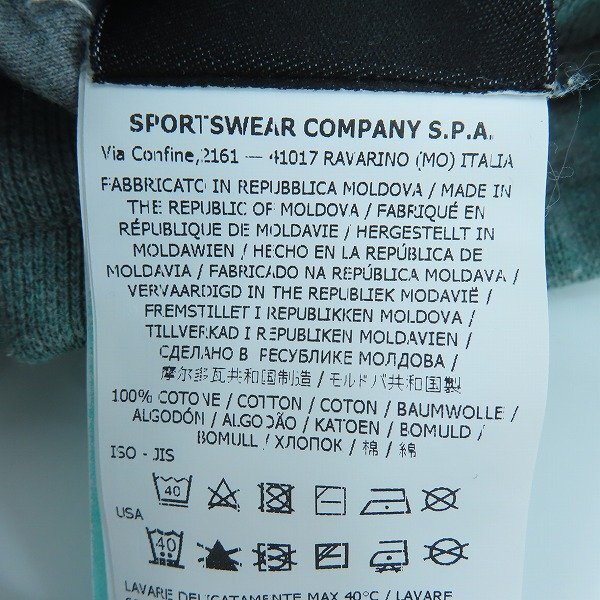 SPORTSWEAR COMPANY S.P.A.
Via Confine, 2161 — 41017 RAVARINO (MO) ITALIA
FABBRICATO IN REPUBBLICA MOLDOVA / MADE IN
THE REPUBLIC OF MOLDOVA / FABRIQUÉ EN
RÉPUBLIQUE DE MOLDAVIE / HERGESTELLT IN
MOLDAWIEN / HECHO EN LA REPÚBLICA DE
MOLDAVIA / FABRICADO NA REPÚBLICA MOLDAVA /
VERVAARDIGD IN THE REPUBLIEK MODAVIË /
FREMSTILLET I REPUBLIKKEN MOLDOVA /
TILLVERKAD I REPUBLIKEN MOLDAVIEN /
СДЕЛАНО В РЕСПУБЛИКЕ МОЛДОВА /
摩尔多瓦共和国制造 / モルドバ共和国製
100% COTONE / COTTON / COTON / BAUMWOLLE /
ALGODÓN / ALGODÃO / KATOEN / BOMULD /
BOMULL / ХЛОПОК / 棉 / 綿
ISO - JIS
40
USA
40
LAVARE DELICATAMENTE MAX 40°C / LAVARE